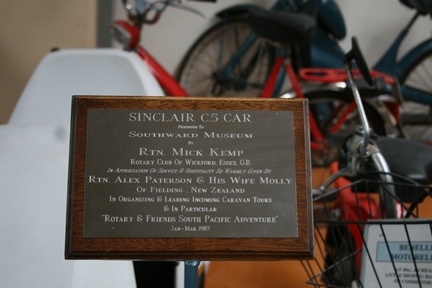 SINCLAIR C5 CAR
PRESENTED TO
SOUTHWARD MUSEUM
BY
RTN. MICK KEMP
ROTARY CLUB OF WICKFORD, ESSEX, G.B.
IN APPRECIATION OF SERVICE & HOSPITALITY SO WARMLY GIVEN BY
RTN. ALEX PATERSON & HIS WIFE MOLLY
OF FIELDING, NEW ZEALAND
IN ORGANIZING & LEADING INCOMING CARAVAN TOURS
& IN PARTICULAR
"ROTARY & FRIENDS SOUTH PACIFIC ADVENTURE"
JAN-MAR 1987
BENELLI